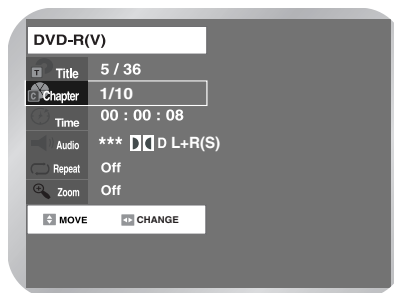 DVD-R(V)
T Title 5 / 36
C Chapter 1/10
Time 00 : 00 : 08
Audio *** D L+R(S)
Repeat Off
Zoom Off
MOVE CHANGE